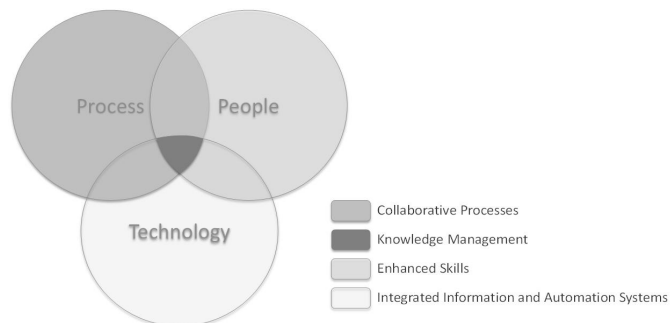 Process
People
Technology
Collaborative Processes
Knowledge Management
Enhanced Skills
Integrated Information and Automation Systems